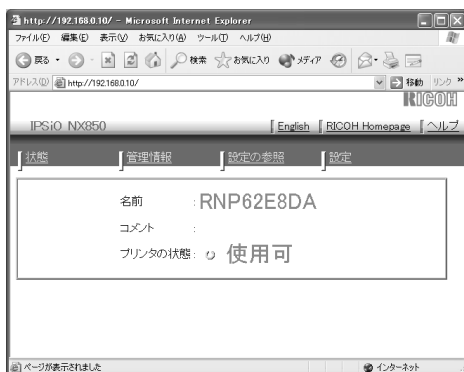 http://192.168.0.10/ - Microsoft Internet Explorer
ファイル(F) 編集(E) 表示(V) お気に入り(A) ツール(T) ヘルプ(H)
戻る 検索 お気に入り メディア
アドレス(D) http://192.168.0.10/ 移動 リンク »
RICOH
IPSiO NX850 English RICOH Homepage ヘルプ
状態 管理情報 設定の参照 設定
名前 : RNP62E8DA
コメント :
プリンタの状態 : 使用可
ページが表示されました インターネット